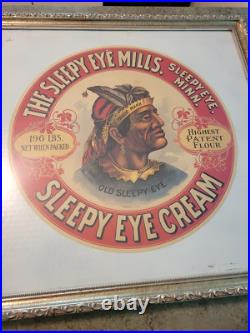 THE SLEEPY EYE MILLS.
SLEEPY EYE, MINN.
196 LBS.
NET WHEN PACKED
HIGHEST
PATENT
FLOUR
OLD SLEEPY EYE
SLEEPY EYE CREAM